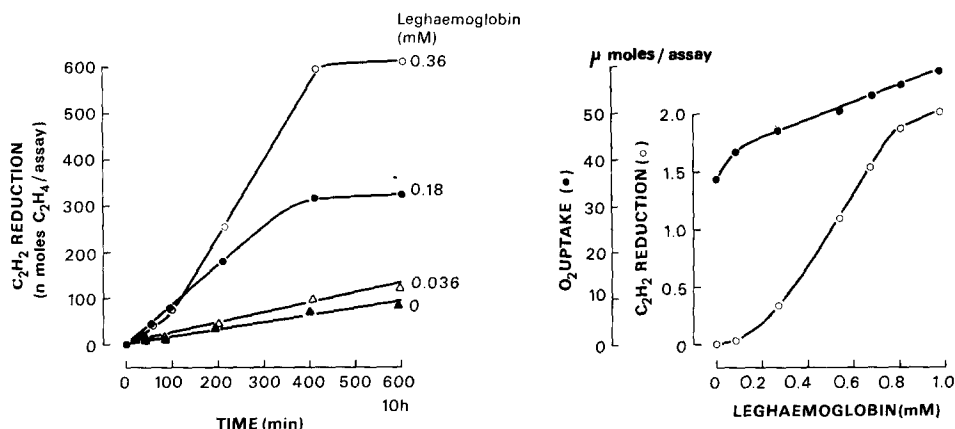 Leghaemoglobin
(mM)
0.36
0.18
0.036
0
600
500
400
300
200
100
0
C₂H₂ REDUCTION
(n moles C₂H₄/assay)
0 100 200 300 400 500 600
10h
TIME (min)
μ moles/assay
50
40
30
20
10
0
O₂ UPTAKE (●)
2.0
1.5
1.0
0.5
0
C₂H₂ REDUCTION (○)
0 0.2 0.4 0.6 0.8 1.0
LEGHAEMOGLOBIN (mM)